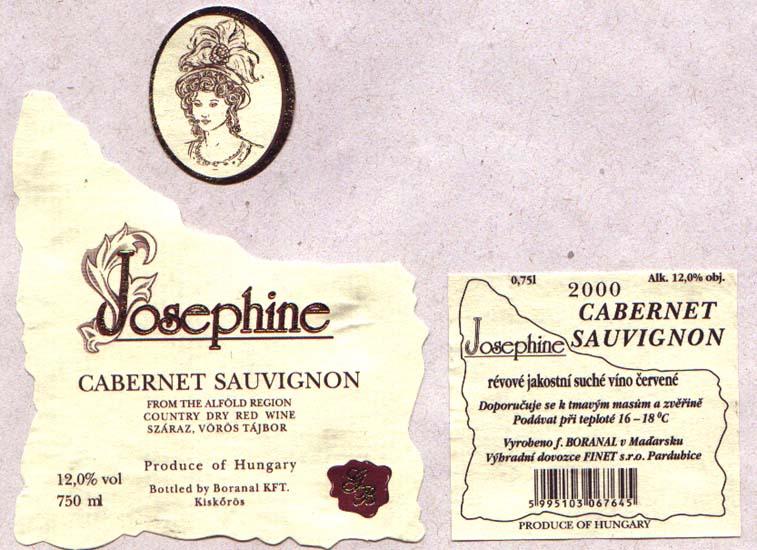 Josephine
CABERNET SAUVIGNON
FROM THE ALFÖLD REGION
COUNTRY DRY RED WINE
SZÁRAZ, VÖRÖS TÁJBOR
Produce of Hungary
12,0% vol
750 ml
Bottled by Boranal KFT.
Kiskőrös
0,75l
Alk. 12,0% obj.
2000
CABERNET
SAUVIGNON
Josephine
révové jakostní suché víno červené
Doporučuje se k tmavým masům a zvěřině
Podávat při teploté 16 – 18 ⁰C
Vyrobeno f. BORANAL v Maďarsku
Výhradní dovozce FINET s.r.o. Pardubice
5 995103 067645
PRODUCE OF HUNGARY